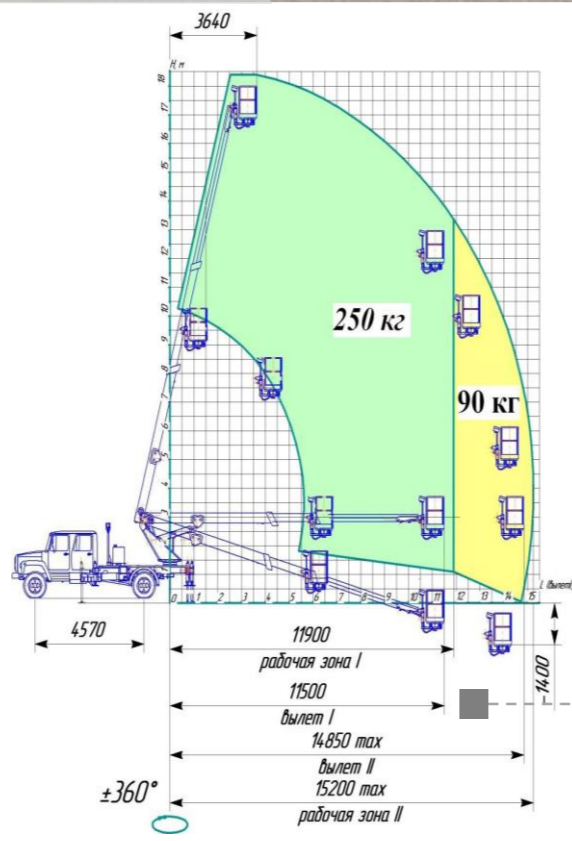 3640
H, м
18
17
16
15
14
13
12
11
10
9
8
7
6
5
4
3
250 кг
90 кг
0 1 2 3 4 5 6 7 8 9 10 11 12 13 14 15
L (вылет)
4570
11900
рабочая зона I
-1400
11500
вылет I
14850 max
вылет II
±360°
15200 max
рабочая зона II